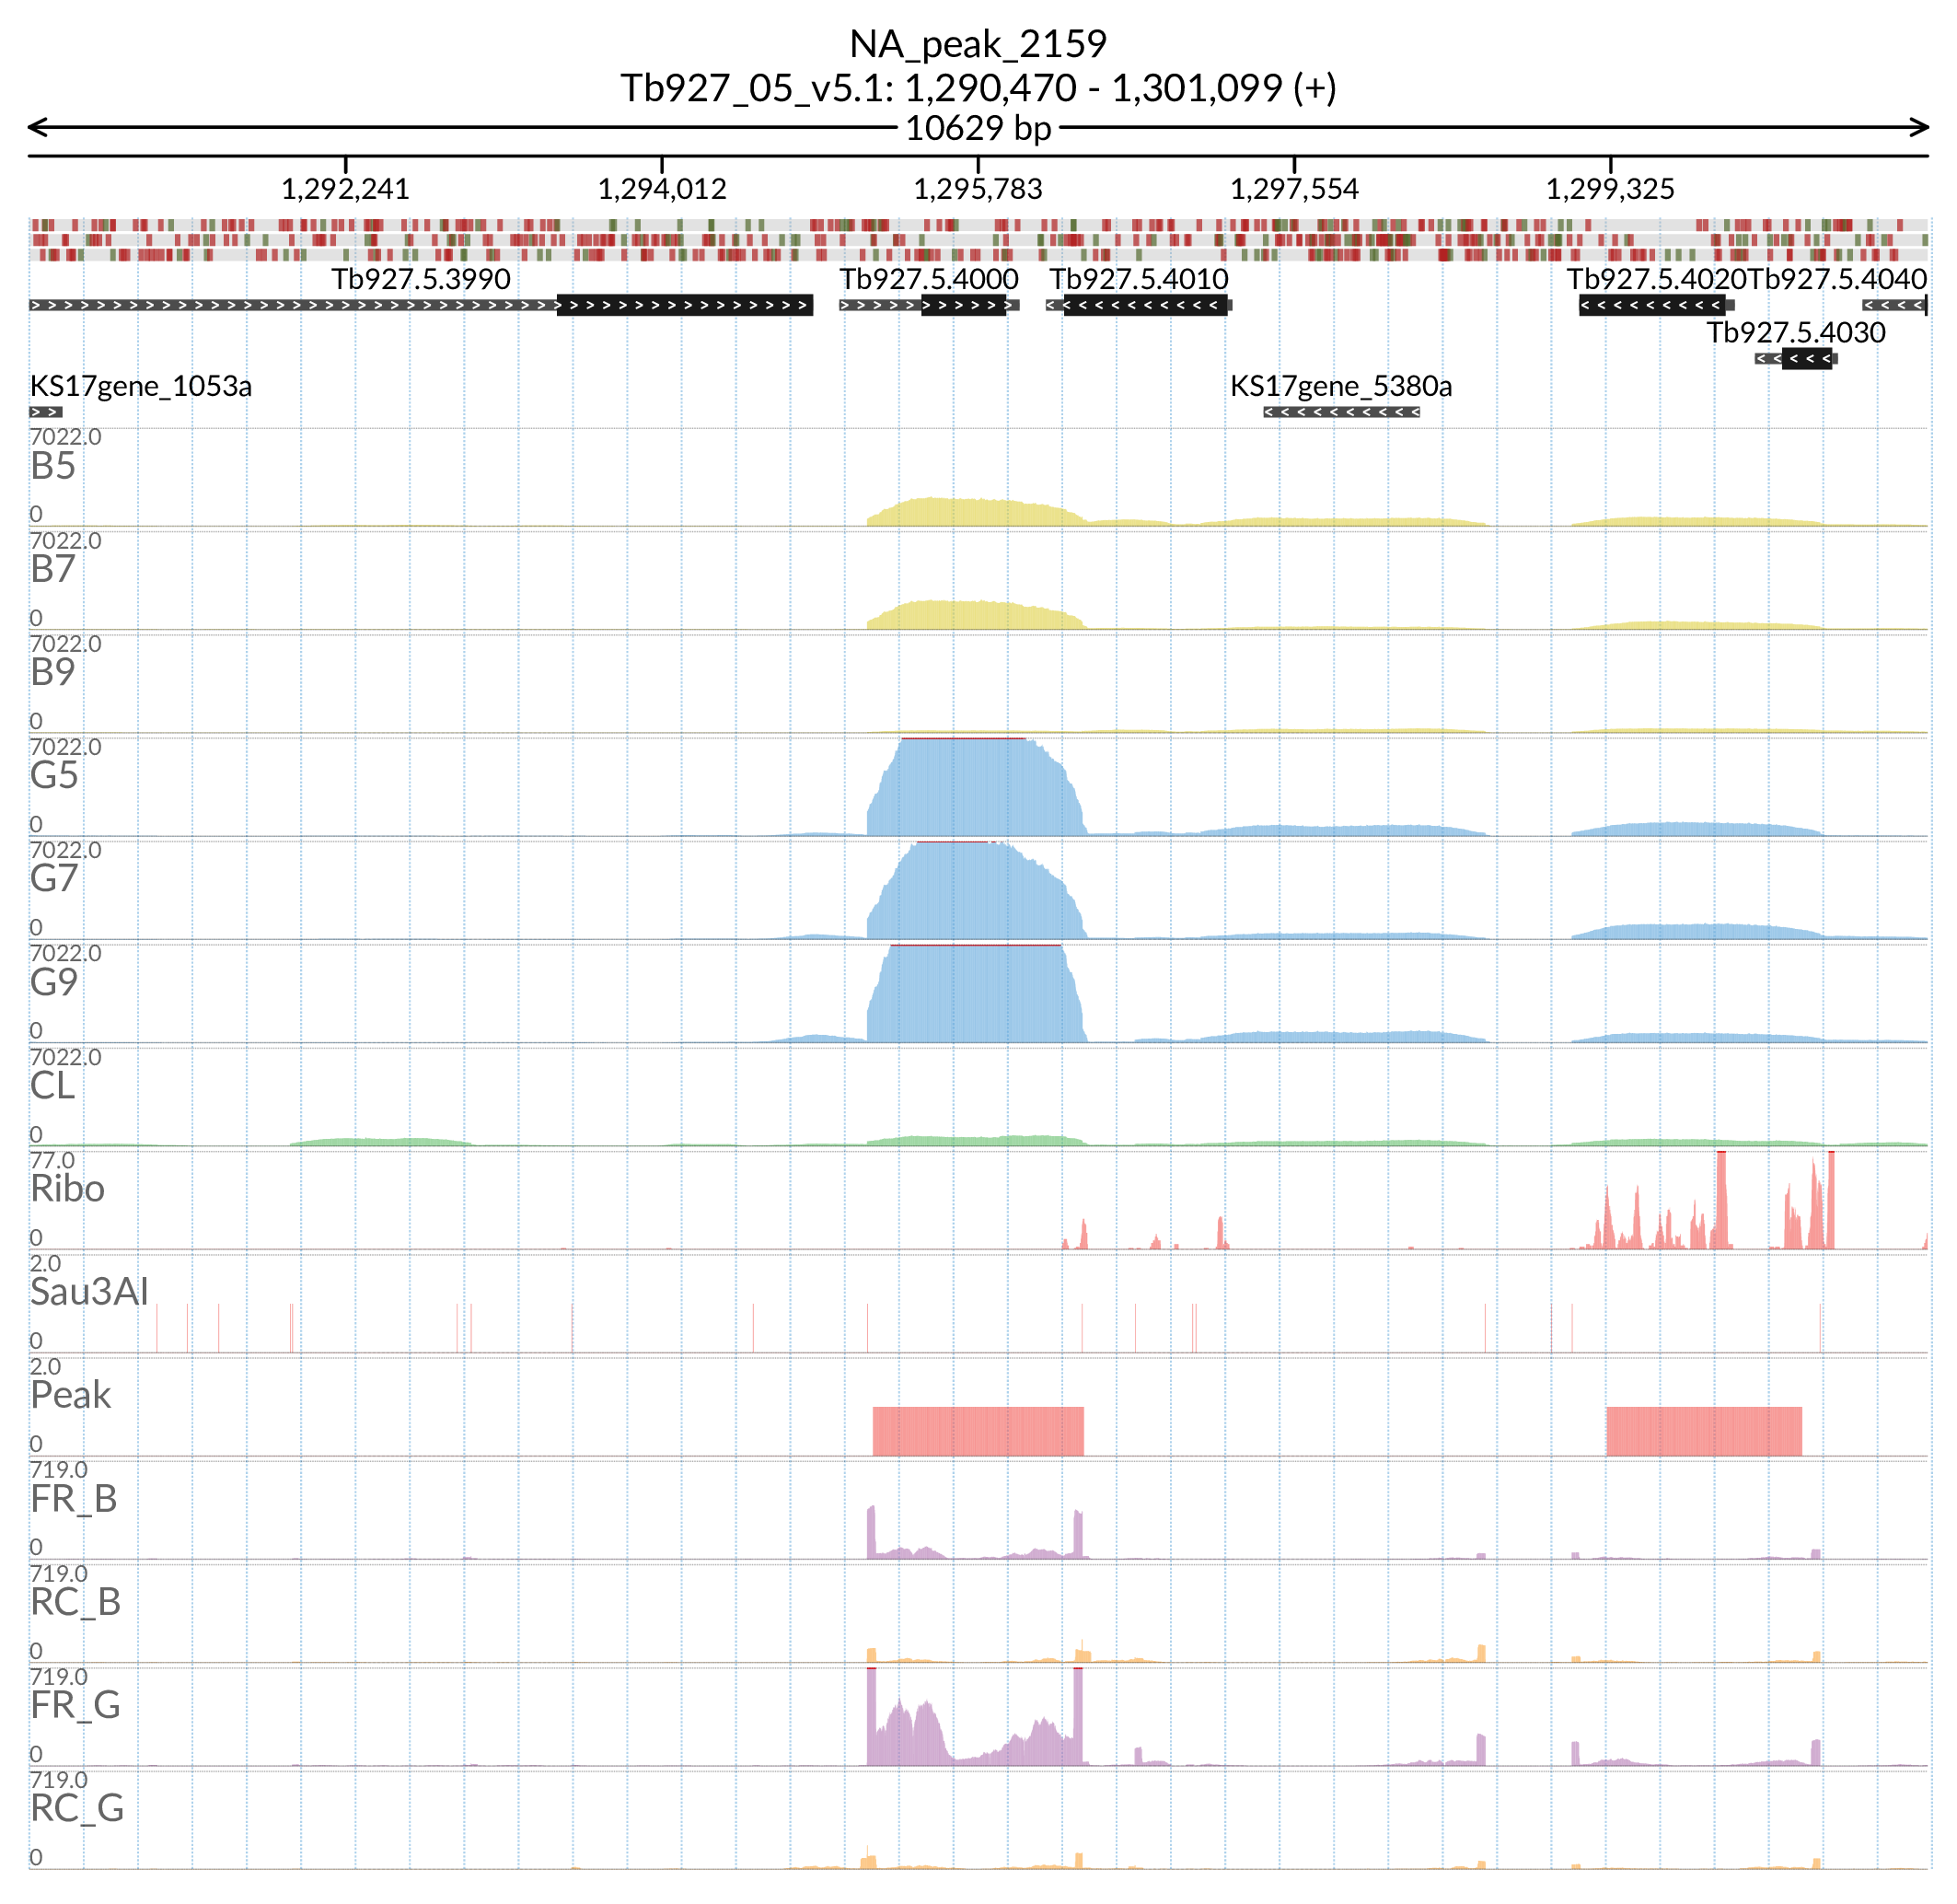 NA_peak_2159
Tb927_05_v5.1: 1,290,470 - 1,301,099 (+)
10629 bp
1,292,241 1,294,012 1,295,783 1,297,554 1,299,325
Tb927.5.3990 Tb927.5.4000 Tb927.5.4010 Tb927.5.4020 Tb927.5.4040
Tb927.5.4030
KS17gene_1053a KS17gene_5380a
7022.0
B5
0
7022.0
B7
0
7022.0
B9
0
7022.0
G5
0
7022.0
G7
0
7022.0
G9
0
7022.0
CL
0
77.0
Ribo
0
2.0
Sau3AI
0
2.0
Peak
0
719.0
FR_B
0
719.0
RC_B
0
719.0
FR_G
0
719.0
RC_G
0